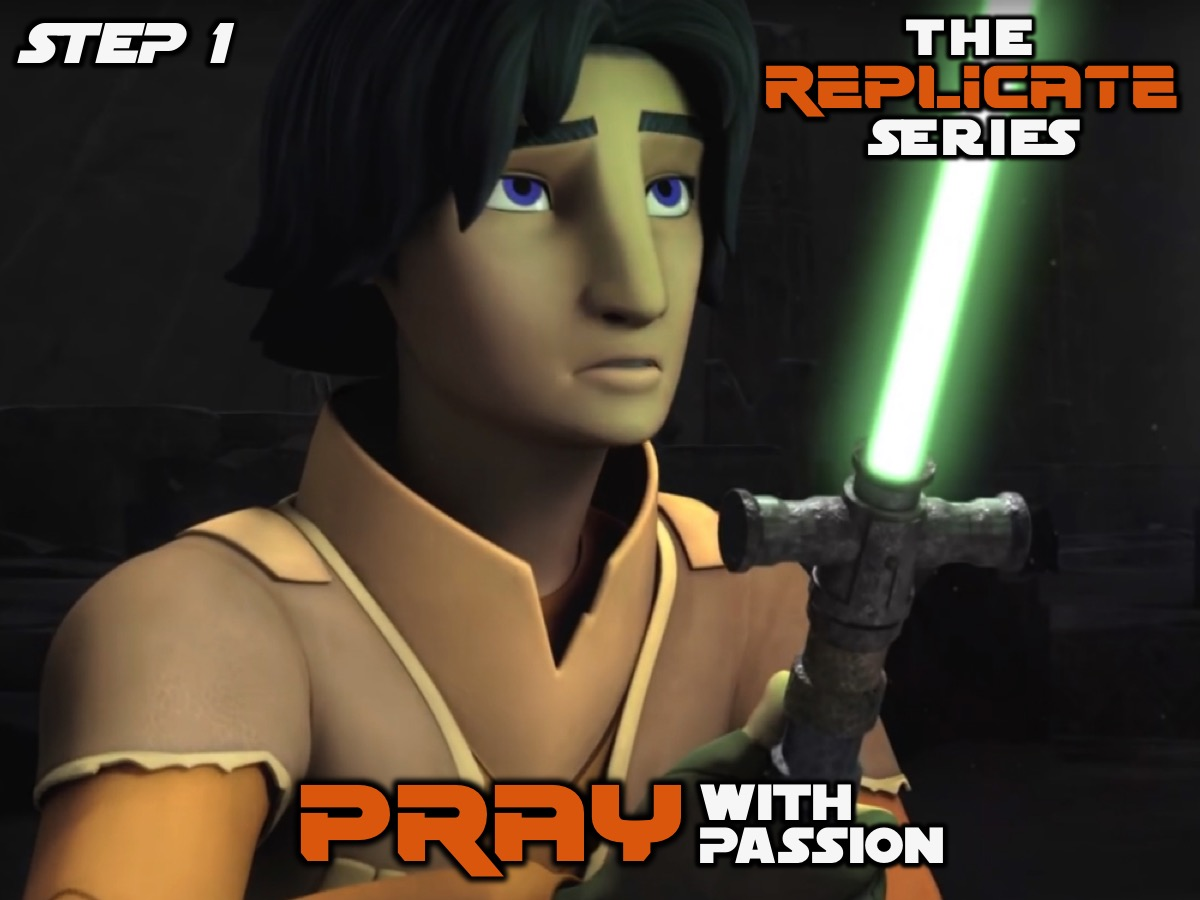 STEP 1
THE
REPLICATE
SERIES
PRAY WITH
PASSION